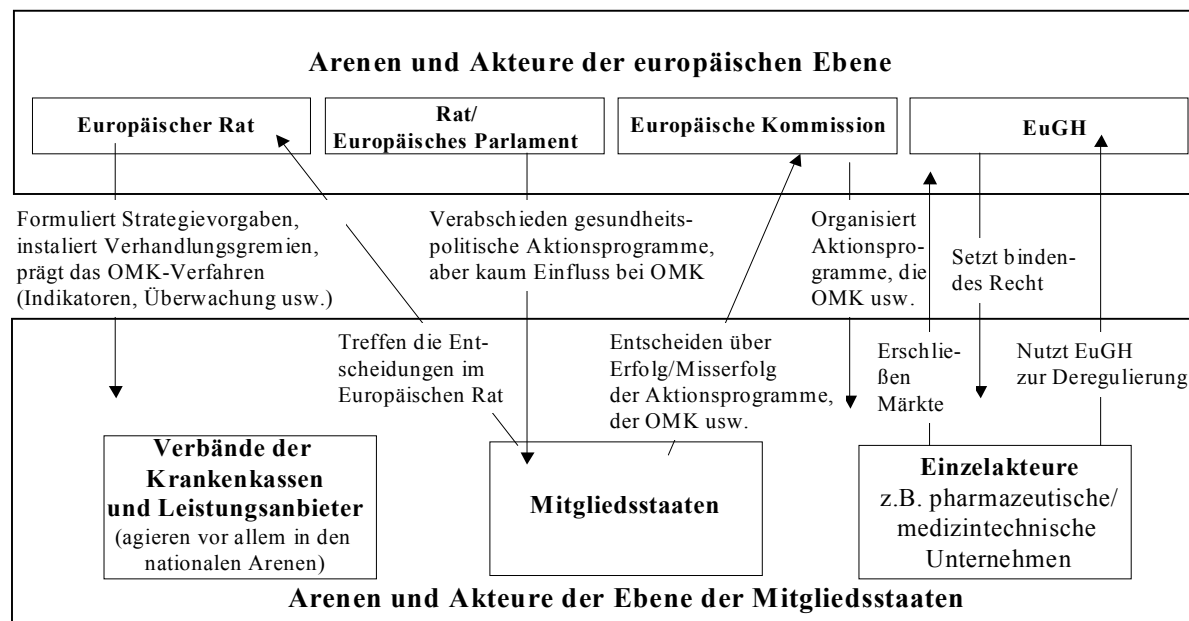 Arenen und Akteure der europäischen Ebene
Europäischer Rat
Rat/
Europäisches Parlament
Europäische Kommission
EuGH
Formuliert Strategievorgaben,
instaliert Verhandlungsgremien,
prägt das OMK-Verfahren
(Indikatoren, Überwachung usw.)
Verabschieden gesundheits-
politische Aktionsprogramme,
aber kaum Einfluss bei OMK
Organisiert
Aktionspro-
gramme, die
OMK usw.
Setzt binden-
des Recht
Treffen die Ent-
scheidungen im
Europäischen Rat
Entscheiden über
Erfolg/Misserfolg
der Aktionsprogramme,
der OMK usw.
Erschlie-
ßen
Märkte
Nutzt EuGH
zur Deregulierung
Verbände der
Krankenkassen
und Leistungsanbieter
(agieren vor allem in den
nationalen Arenen)
Mitgliedsstaaten
Einzelakteure
z.B. pharmazeutische/
medizintechnische
Unternehmen
Arenen und Akteure der Ebene der Mitgliedsstaaten